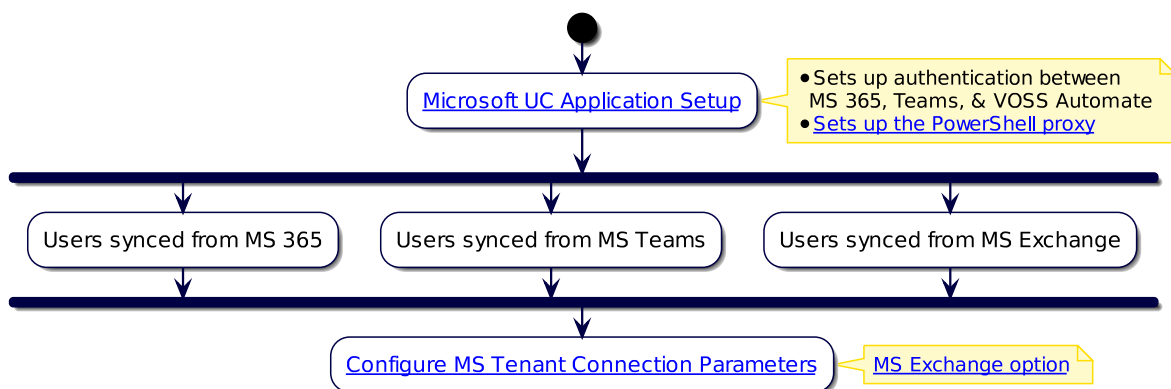 Microsoft UC Application Setup
•Sets up authentication between
MS 365, Teams, & VOSS Automate
•Sets up the PowerShell proxy
Users synced from MS 365
Users synced from MS Teams
Users synced from MS Exchange
Configure MS Tenant Connection Parameters
MS Exchange option